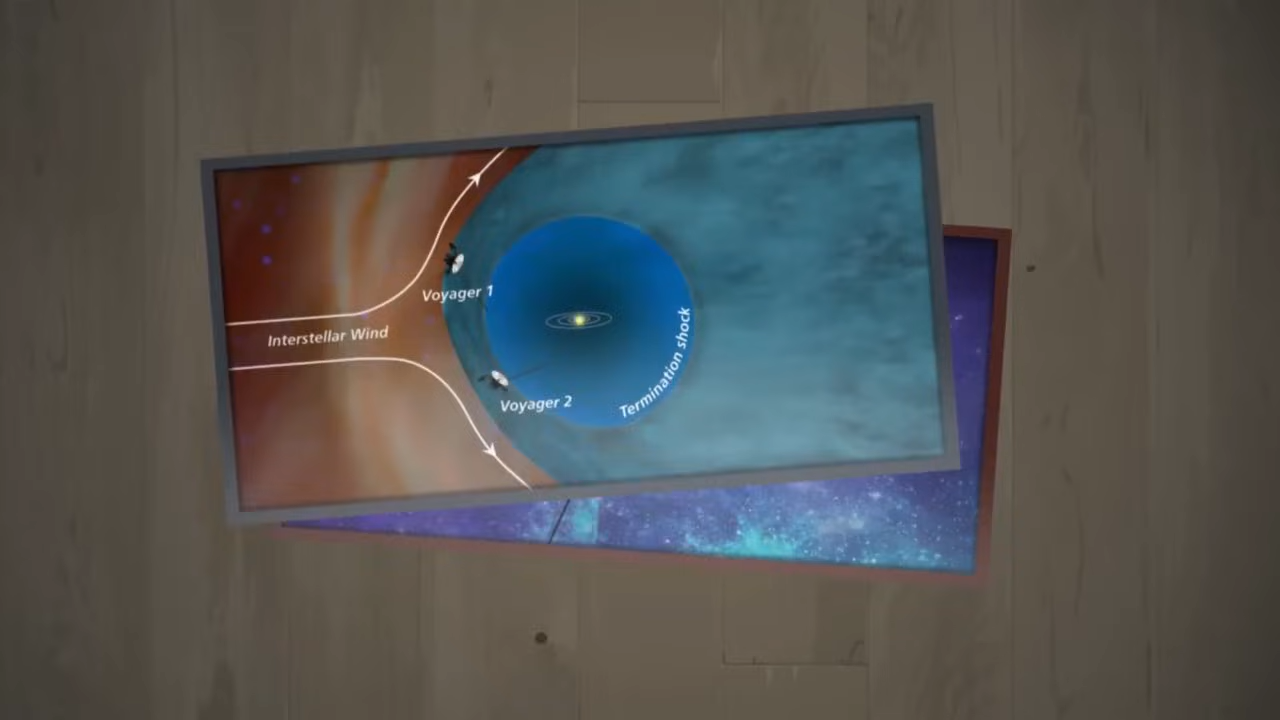 Voyager 1
Interstellar Wind
Termination shock
Voyager 2